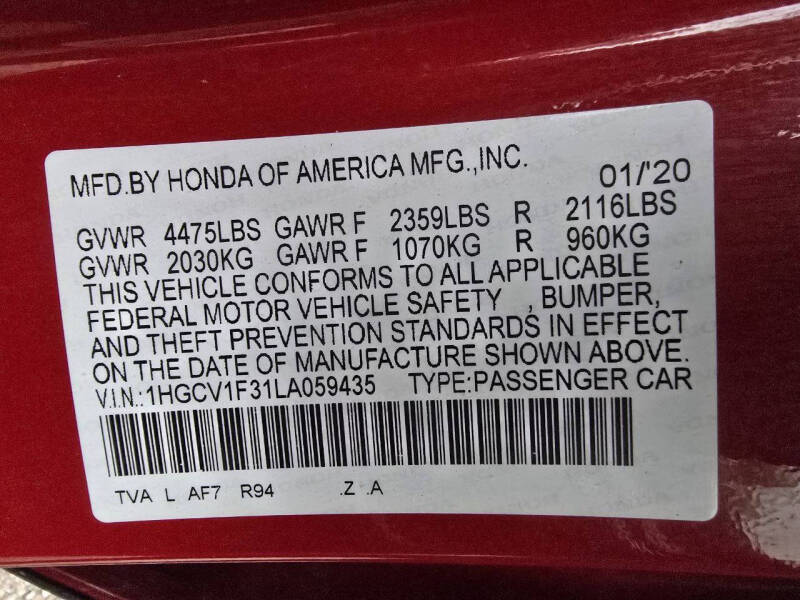 MFD.BY HONDA OF AMERICA MFG.,INC. 01/'20
GVWR 4475LBS GAWR F 2359LBS R 2116LBS
GVWR 2030KG GAWR F 1070KG R 960KG
THIS VEHICLE CONFORMS TO ALL APPLICABLE
FEDERAL MOTOR VEHICLE SAFETY , BUMPER,
AND THEFT PREVENTION STANDARDS IN EFFECT
ON THE DATE OF MANUFACTURE SHOWN ABOVE.
V.I.N.:1HGCV1F31LA059435 TYPE:PASSENGER CAR
TVA L AF7 R94 .Z .A